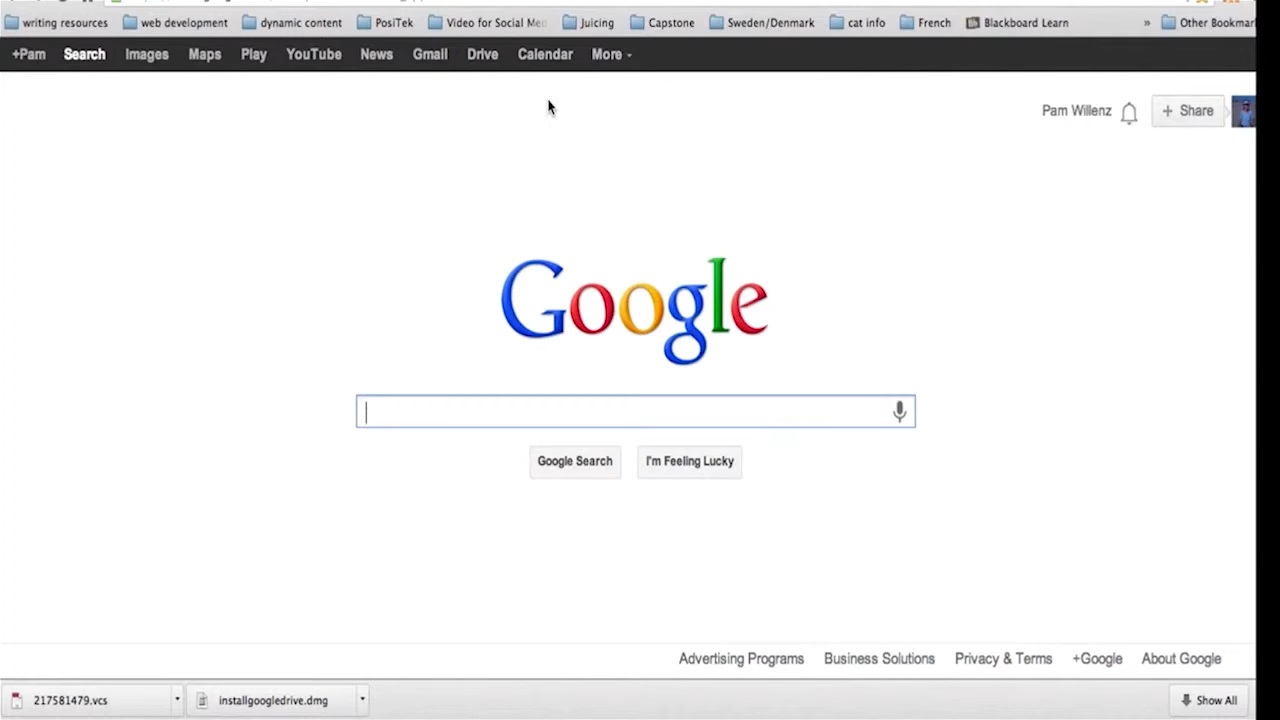 writing resources web development dynamic content PosiTek Video for Social Me Juicing Capstone Sweden/Denmark cat info French Blackboard Learn » Other Bookmar
+Pam Search Images Maps Play YouTube News Gmail Drive Calendar More
Pam Willenz + Share
Google
Google Search I'm Feeling Lucky
Advertising Programs Business Solutions Privacy & Terms +Google About Google
217581479.vcs installgoogledrive.dmg Show All